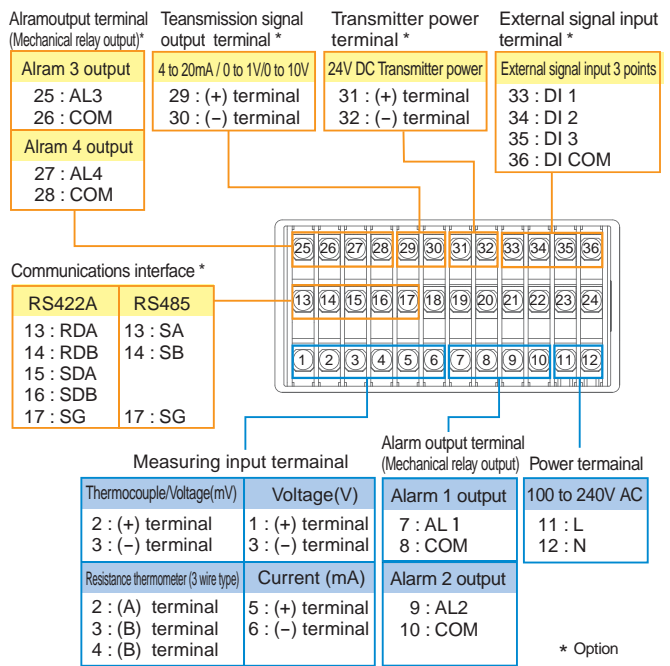 Alramoutput terminal
(Mechanical relay output)*
Alram 3 output
25 : AL3
26 : COM
Alram 4 output
27 : AL4
28 : COM
Teansmission signal
output terminal *
4 to 20mA / 0 to 1V/0 to 10V
29 : (+) terminal
30 : (−) terminal
Transmitter power
terminal *
24V DC Transmitter power
31 : (+) terminal
32 : (−) terminal
External signal input
terminal *
External signal input 3 points
33 : DI 1
34 : DI 2
35 : DI 3
36 : DI COM
25 26 27 28 29 30 31 32 33 34 35 36
13 14 15 16 17 18 19 20 21 22 23 24
1 2 3 4 5 6 7 8 9 10 11 12
Communications interface *
RS422A
13 : RDA
14 : RDB
15 : SDA
16 : SDB
17 : SG
RS485
13 : SA
14 : SB
17 : SG
Measuring input termainal
Thermocouple/Voltage(mV)
2 : (+) terminal
3 : (−) terminal
Voltage(V)
1 : (+) terminal
3 : (−) terminal
Resistance thermometer (3 wire type)
2 : (A) terminal
3 : (B) terminal
4 : (B) terminal
Current (mA)
5 : (+) terminal
6 : (−) terminal
Alarm output terminal
(Mechanical relay output)
Alarm 1 output
7 : AL 1
8 : COM
Alarm 2 output
9 : AL2
10 : COM
Power termainal
100 to 240V AC
11 : L
12 : N
* Option